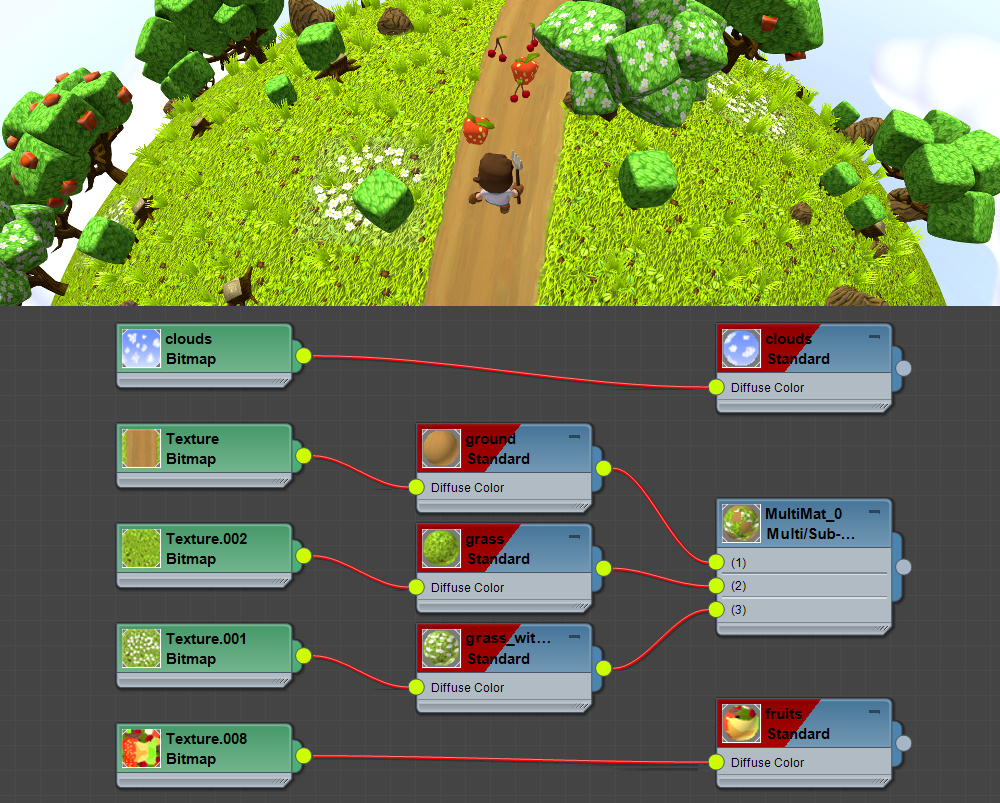 clouds
Bitmap
clouds
Standard
Diffuse Color
Texture
Bitmap
ground
Standard
Diffuse Color
Texture.002
Bitmap
grass
Standard
Diffuse Color
MultiMat_0
Multi/Sub-...
(1)
(2)
(3)
Texture.001
Bitmap
grass_wit...
Standard
Diffuse Color
Texture.008
Bitmap
fruits
Standard
Diffuse Color